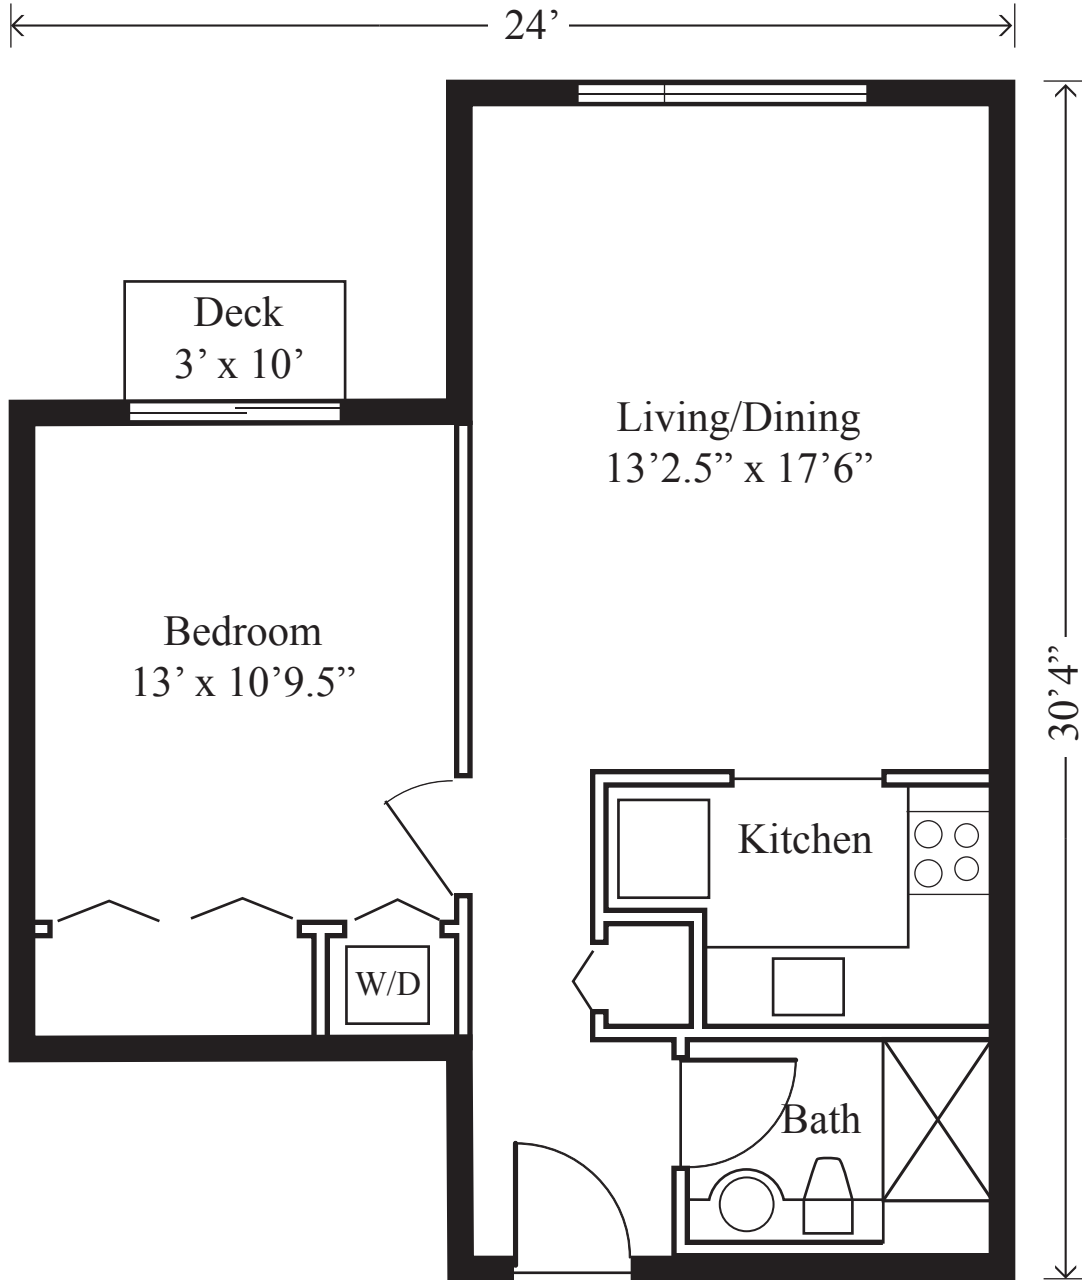 24’
Deck
3’ x 10’
Living/Dining
13’2.5” x 17’6”
Bedroom
13’ x 10’9.5”
30’4”
Kitchen
W/D
Bath